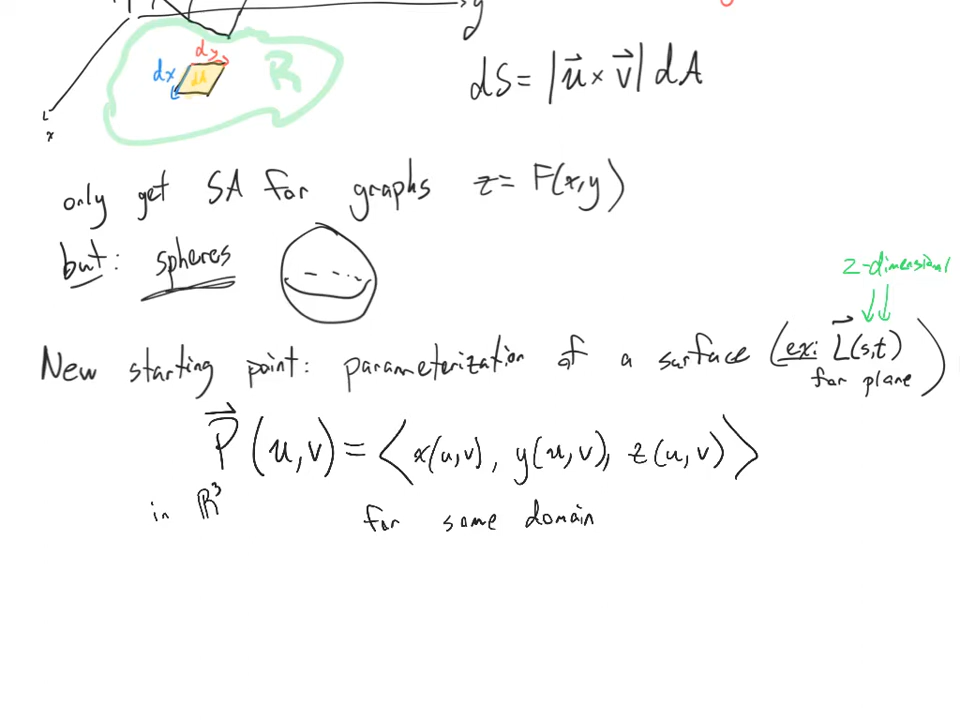 y
dy
dx
dA
R
x
dS = |u⃗ × v⃗| dA
only get SA for graphs z = F(x,y)
but: spheres
2-dimensional
New starting point: parameterization of a surface (ex: L⃗(s,t) for plane)
P⃗(u,v) = ⟨x(u,v), y(u,v), z(u,v)⟩
in ℝ³ for some domain